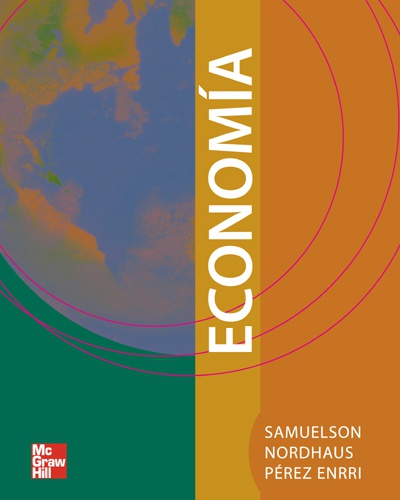 ECONOMÍA
SAMUELSON
NORDHAUS
PÉREZ ENRRI
Mc
Graw
Hill